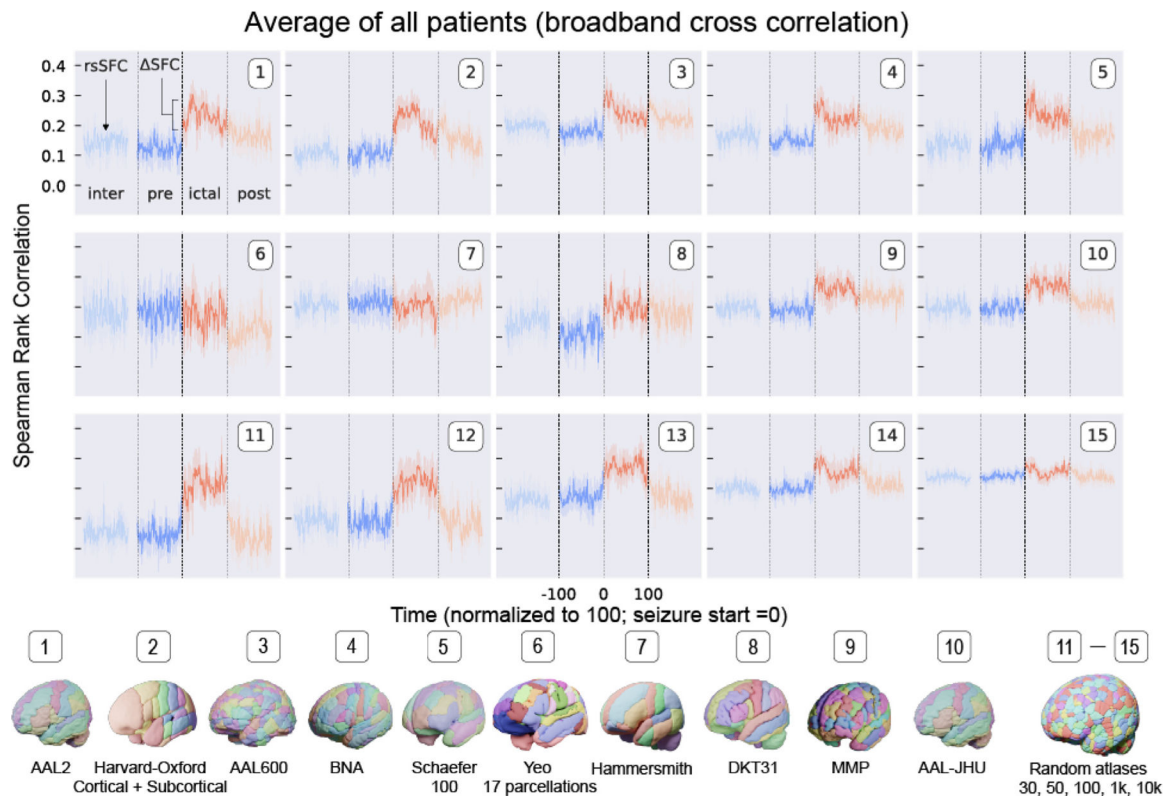 Average of all patients (broadband cross correlation)
Spearman Rank Correlation
0.4
0.3
0.2
0.1
0.0
rsSFC
ΔSFC
inter pre ictal post
1 2 3 4 5
6 7 8 9 10
11 12 13 14 15
-100 0 100
Time (normalized to 100; seizure start =0)
1 2 3 4 5 6 7 8 9 10 11 — 15
AAL2 Harvard-Oxford AAL600 BNA Schaefer Yeo Hammersmith DKT31 MMP AAL-JHU Random atlases
Cortical + Subcortical 100 17 parcellations 30, 50, 100, 1k, 10k